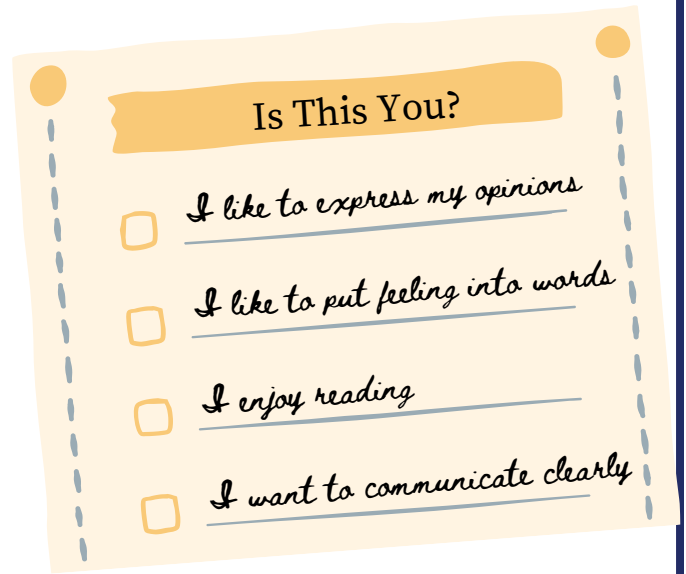 Is This You?
I like to express my opinions
I like to put feeling into words
I enjoy reading
I want to communicate clearly